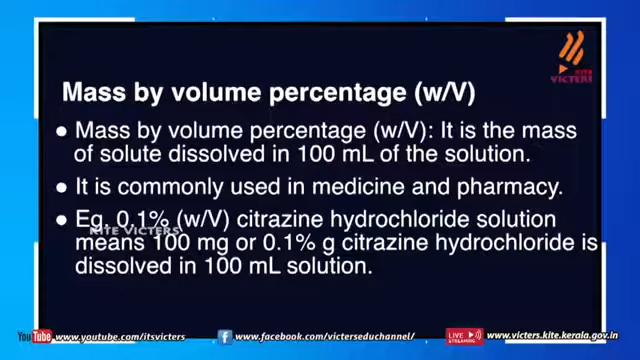 KITE
VICTERS
Mass by volume percentage (w/V)
● Mass by volume percentage (w/V): It is the mass
of solute dissolved in 100 mL of the solution.
● It is commonly used in medicine and pharmacy.
● Eg. 0.1% (w/V) citrazine hydrochloride solution
KITE VICTERS
means 100 mg or 0.1% g citrazine hydrochloride is
dissolved in 100 mL solution.
YouTube www.youtube.com/itsvicters f www.facebook.com/victerseduchannel/ LIVE STREAMING www.victers.kite.kerala.gov.in